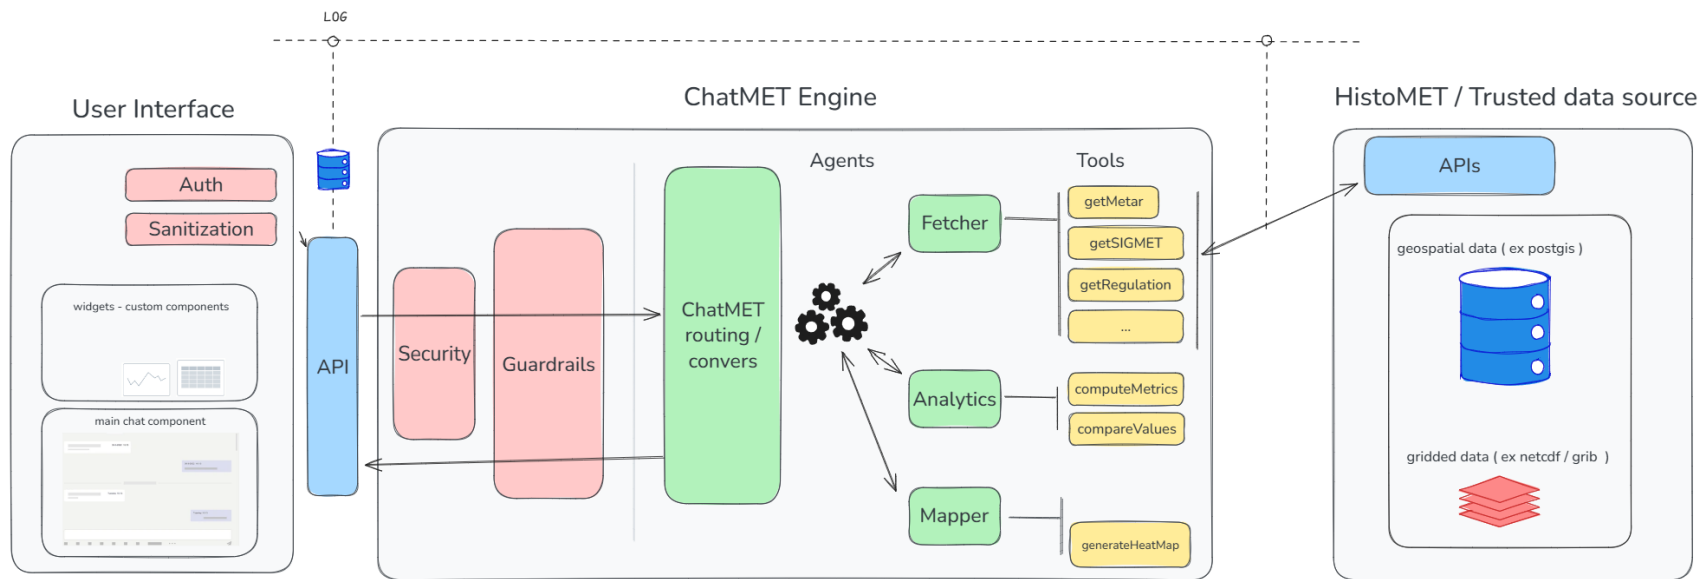 LOG
User Interface
ChatMET Engine
HistoMET / Trusted data source
Auth
Sanitization
widgets - custom components
main chat component
API
Security
Guardrails
ChatMET
routing /
convers
Agents
Fetcher
Analytics
Mapper
Tools
getMetar
getSIGMET
getRegulation
...
computeMetrics
compareValues
generateHeatMap
APIs
geospatial data ( ex postgis )
gridded data ( ex netcdf / grib )